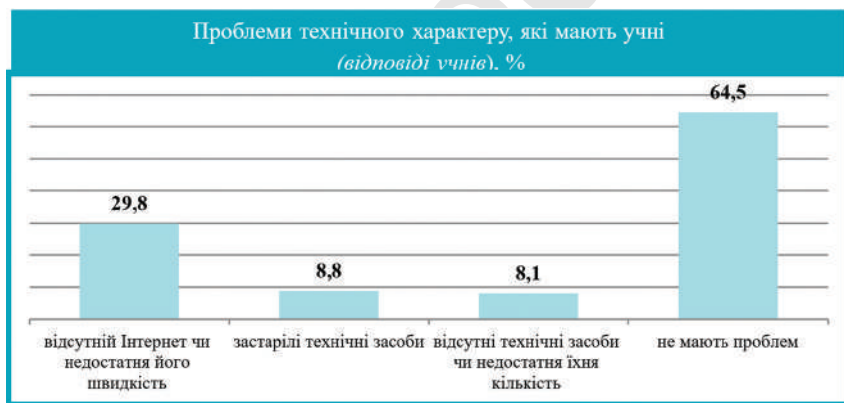 Проблеми технічного характеру, які мають учні
(відповіді учнів), %
64,5
29,8
8,8
8,1
відсутній Інтернет чи
недостатня його
швидкість
застарілі технічні засоби
відсутні технічні засоби
чи недостатня їхня
кількість
не мають проблем